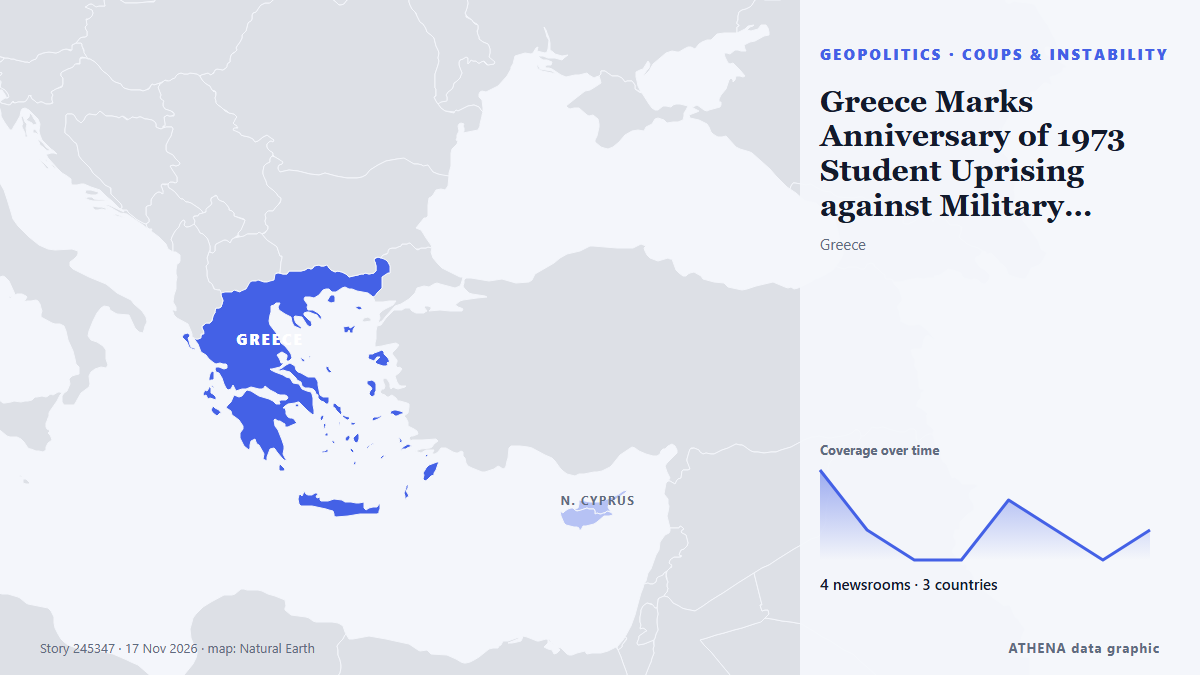 GEOPOLITICS · COUPS & INSTABILITY
Greece Marks
Anniversary of 1973
Student Uprising
against Military...
Greece
GREECE
N. CYPRUS
Coverage over time
4 newsrooms · 3 countries
Story 245347 · 17 Nov 2026 · map: Natural Earth
ATHENA data graphic